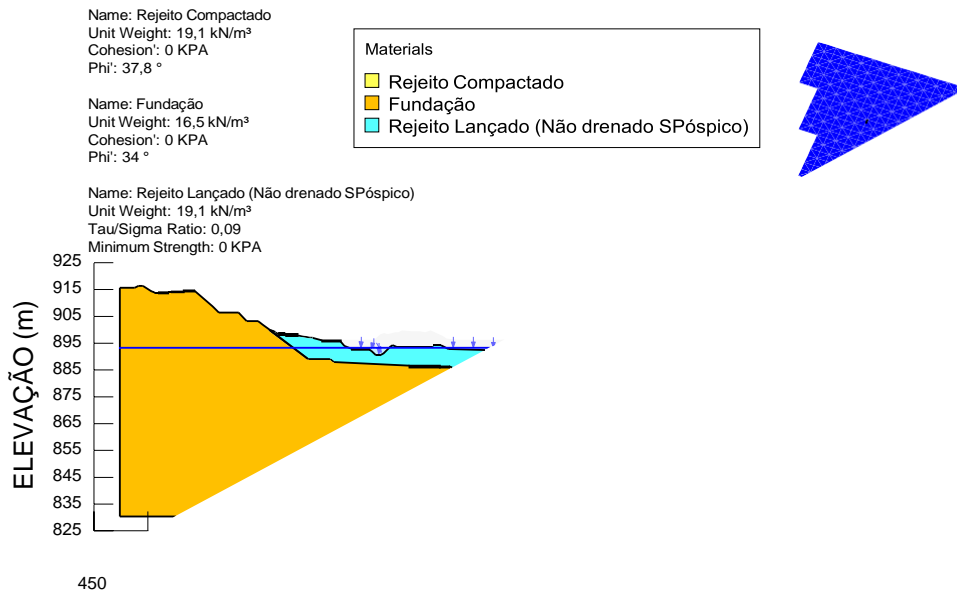 Name: Rejeito Compactado
Unit Weight: 19,1 kN/m³
Cohesion': 0 KPA
Phi': 37,8 °
Name: Fundação
Unit Weight: 16,5 kN/m³
Cohesion': 0 KPA
Phi': 34 °
Name: Rejeito Lançado (Não drenado SPóspico)
Unit Weight: 19,1 kN/m³
Tau/Sigma Ratio: 0,09
Minimum Strength: 0 KPA
Materials
Rejeito Compactado
Fundação
Rejeito Lançado (Não drenado SPóspico)
ELEVAÇÃO (m)
925
915
905
895
885
875
865
855
845
835
825
450